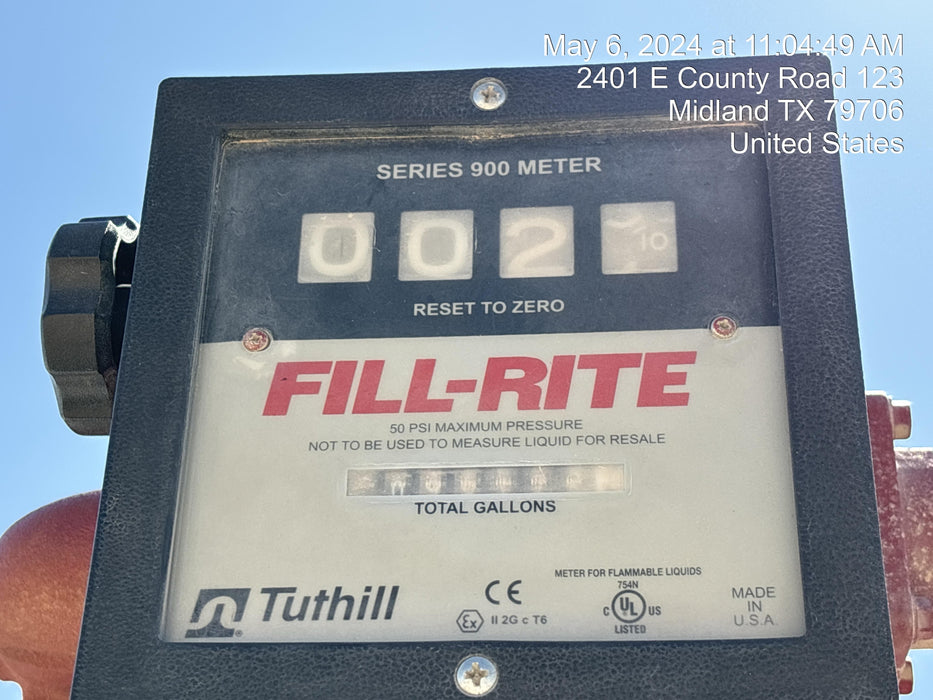 May 6, 2024 at 11:04:49 AM
2401 E County Road 123
Midland TX 79706
United States
SERIES 900 METER
0 0 2 10
RESET TO ZERO
FILL-RITE
50 PSI MAXIMUM PRESSURE
NOT TO BE USED TO MEASURE LIQUID FOR RESALE
TOTAL GALLONS
METER FOR FLAMMABLE LIQUIDS
754N
Tuthill ®
CE
Ex II 2G c T6
C UL US
LISTED
MADE
IN
U.S.A.